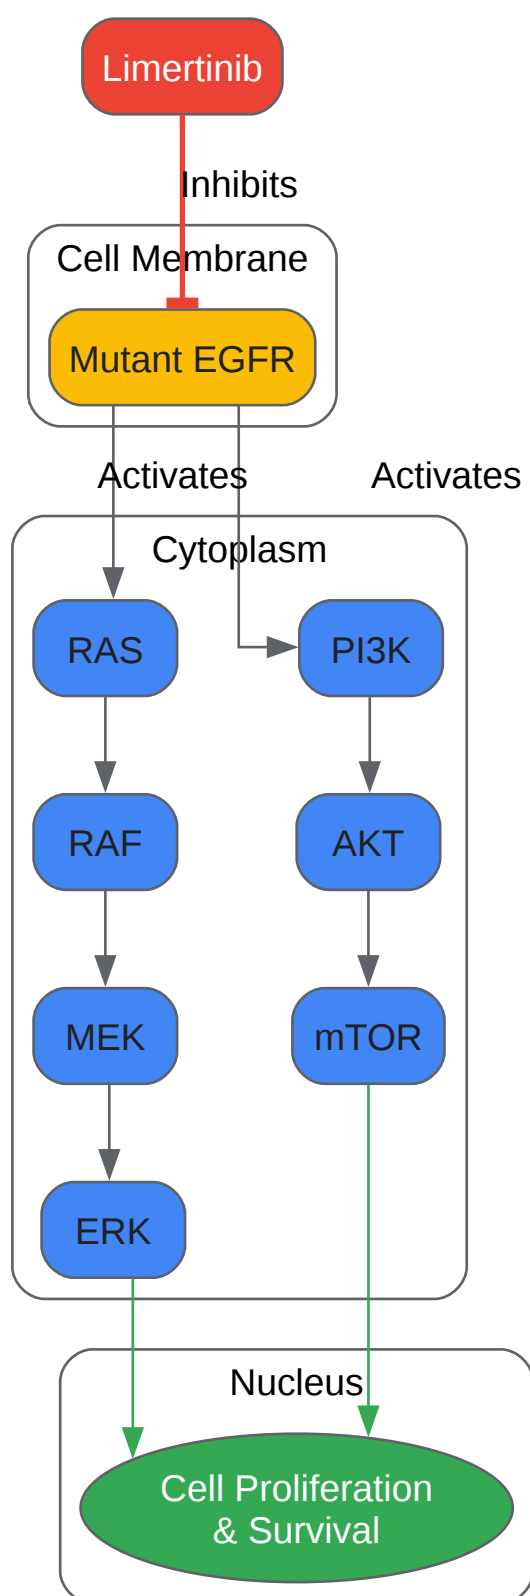 Limertinib
Inhibits
Cell Membrane
Mutant EGFR
Activates
Activates
Cytoplasm
RAS
PI3K
RAF
AKT
MEK
mTOR
ERK
Nucleus
Cell Proliferation
& Survival